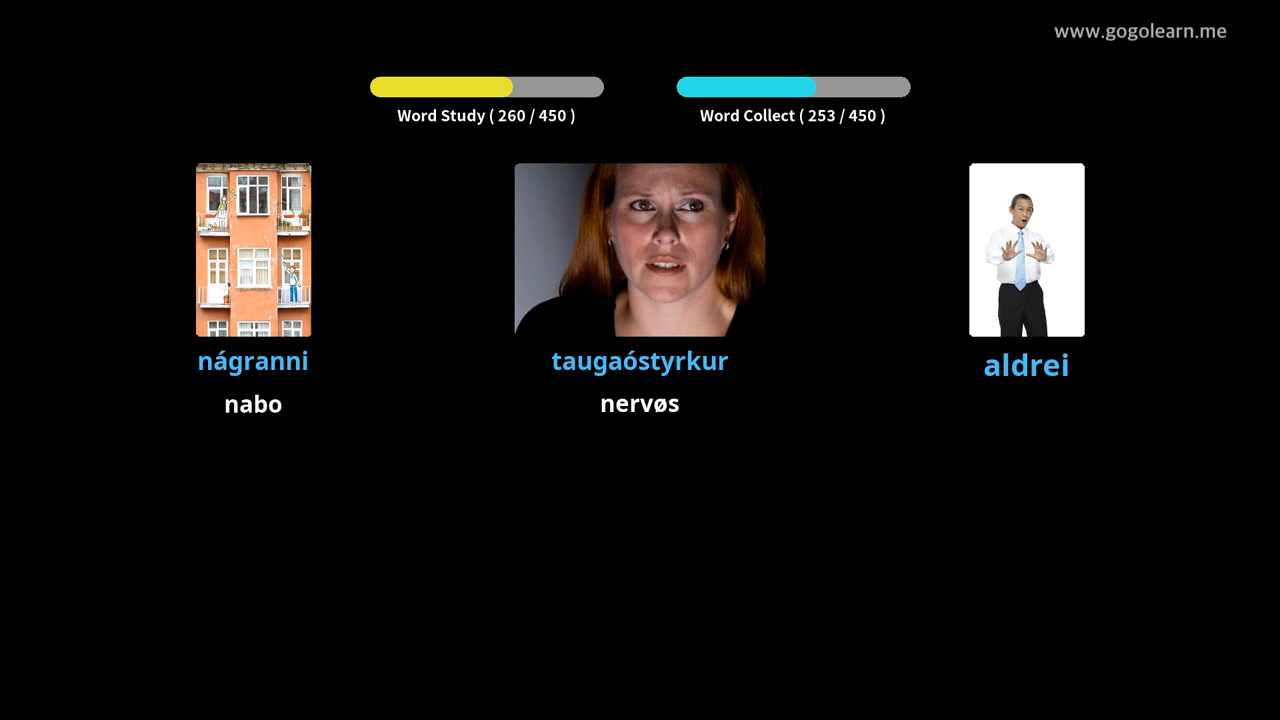 www.gogolearn.me
Word Study ( 260 / 450 )
Word Collect ( 253 / 450 )
nágranni
nabo
taugaóstyrkur
nervøs
aldrei